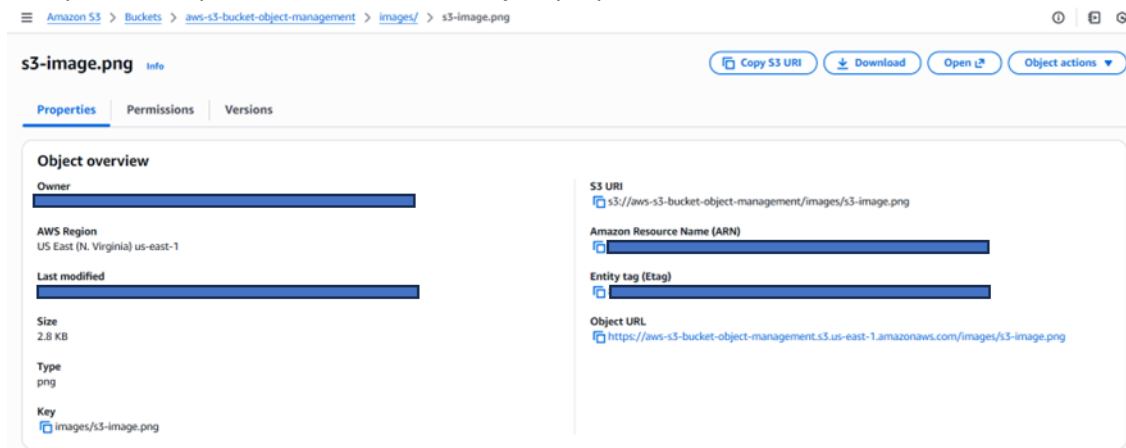 Amazon S3 > Buckets > aws-s3-bucket-object-management > images/ > s3-image.png
s3-image.png Info
Copy S3 URI Download Open Object actions
Properties Permissions Versions
Object overview
Owner
AWS Region
US East (N. Virginia) us-east-1
Last modified
Size
2.8 KB
Type
png
Key
images/s3-image.png
S3 URI
s3://aws-s3-bucket-object-management/images/s3-image.png
Amazon Resource Name (ARN)
Entity tag (Etag)
Object URL
https://aws-s3-bucket-object-management.s3.us-east-1.amazonaws.com/images/s3-image.png